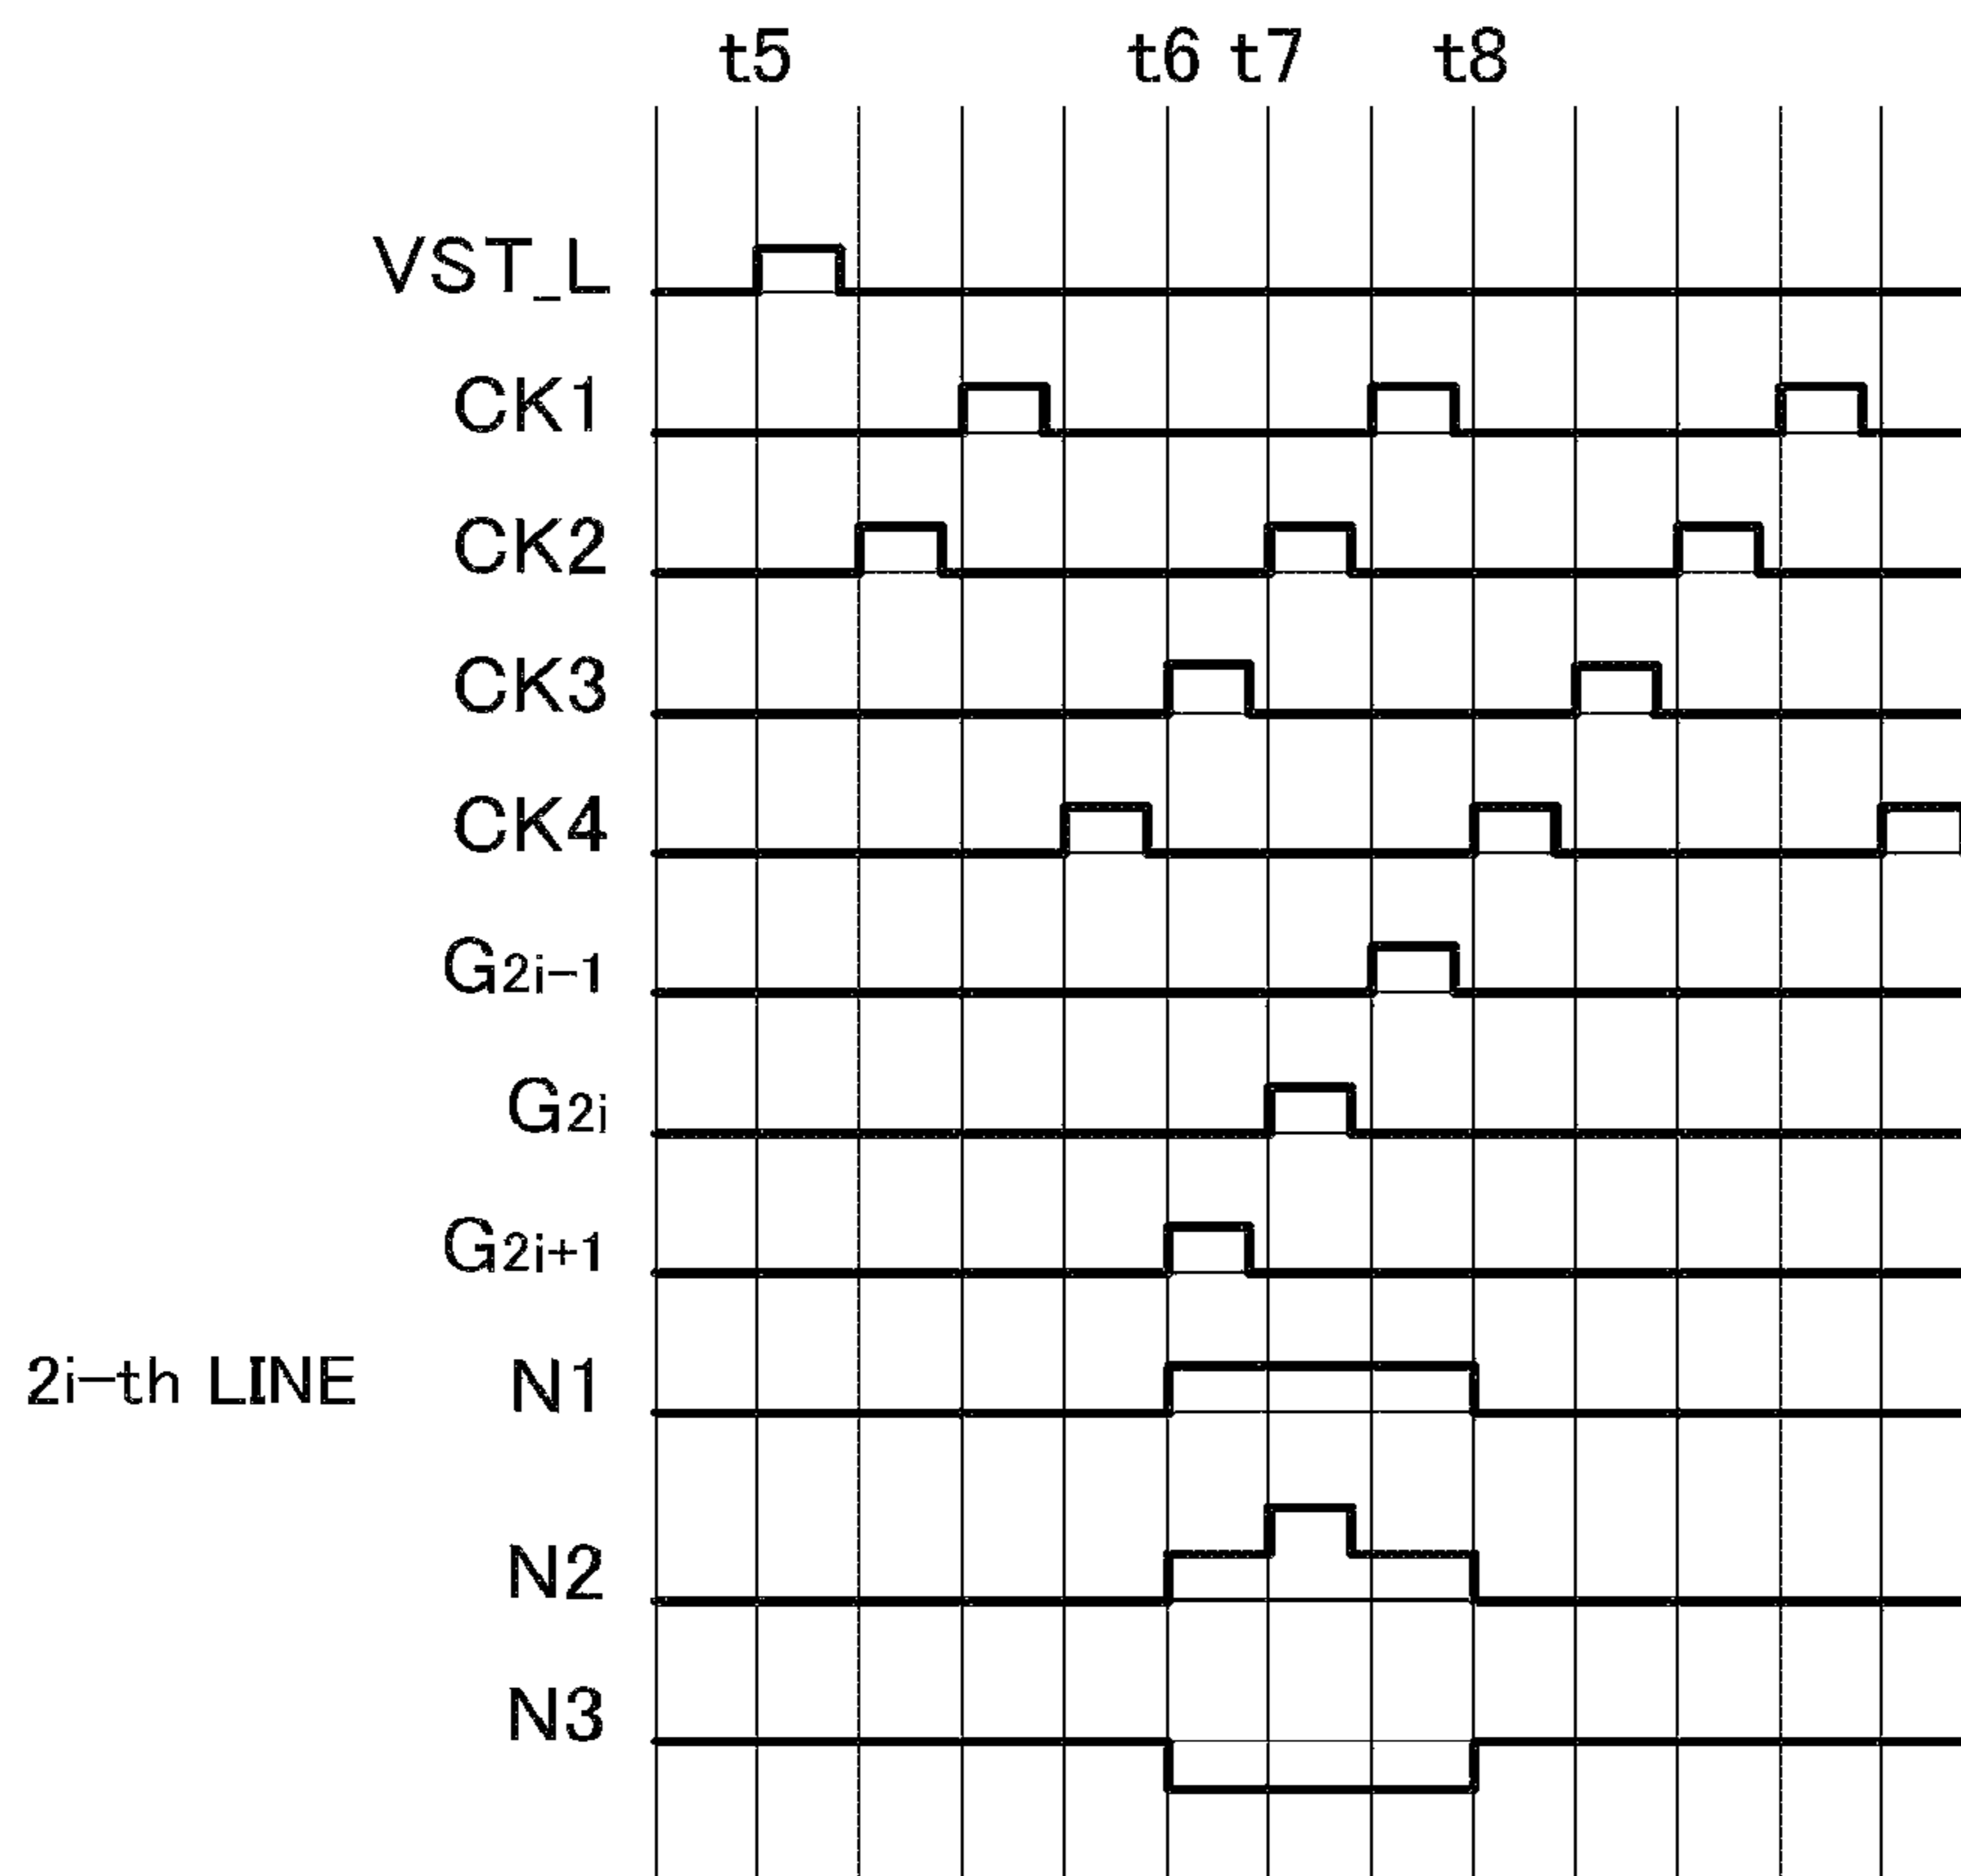 t5 t6 t7 t8
VST_L
CK1
CK2
CK3
CK4
G2i-1
G2i
G2i+1
2i-th LINE N1
N2
N3